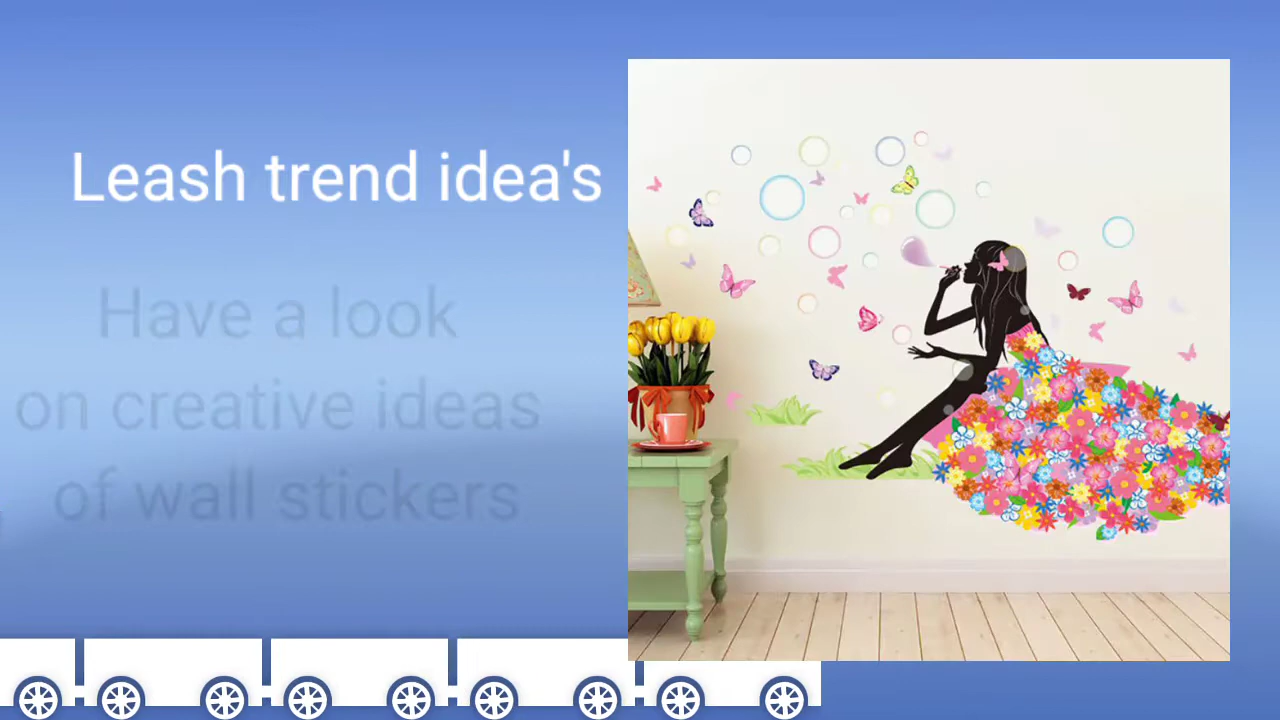 Leash trend idea's
Have a look
on creative ideas
of wall stickers